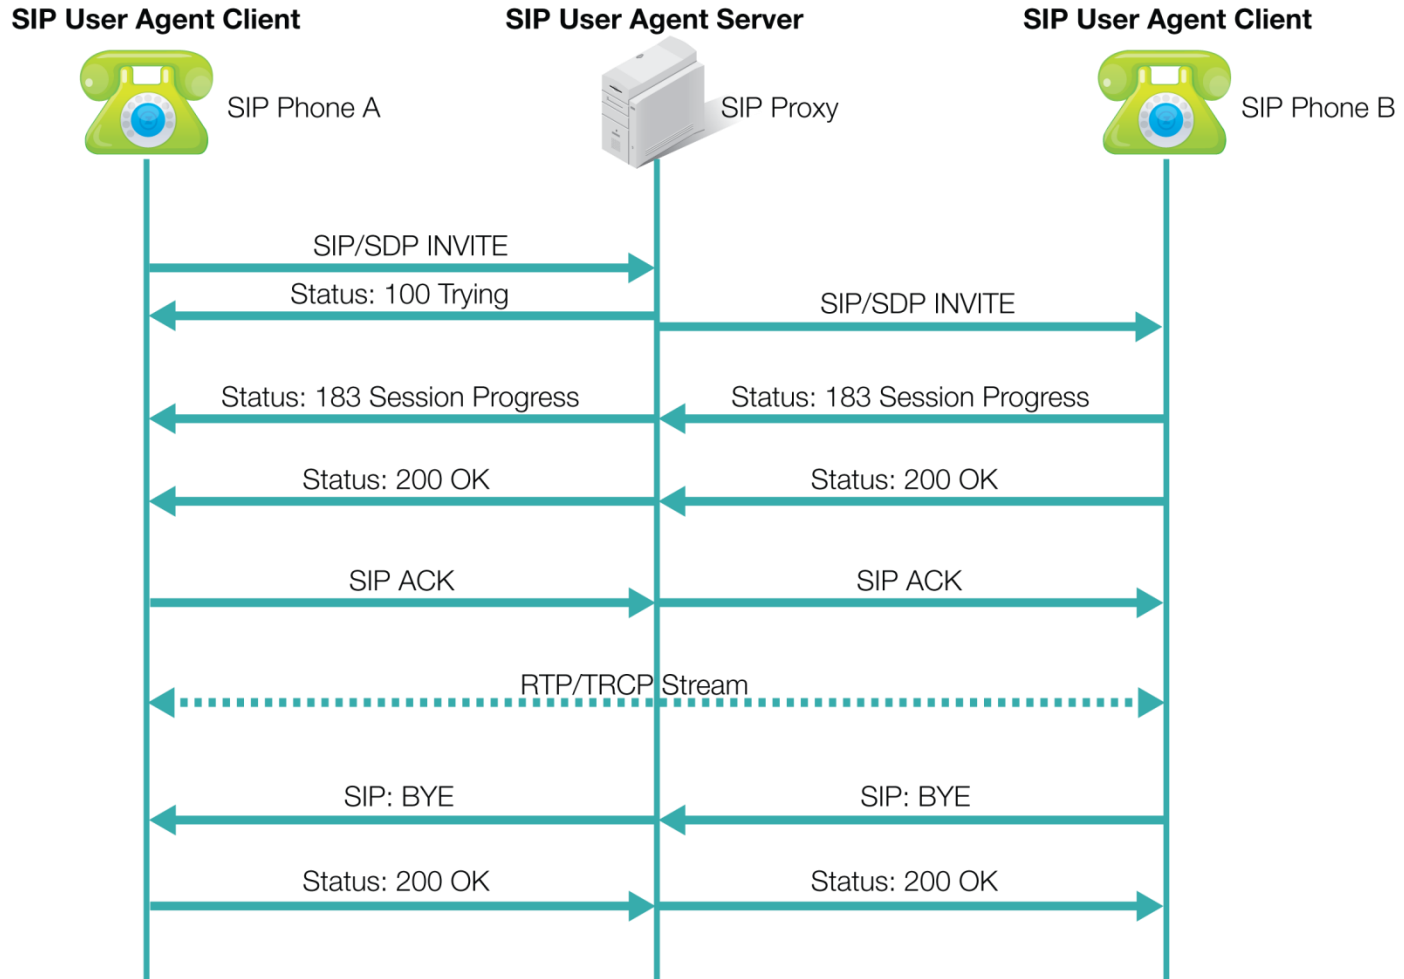 SIP User Agent Client
SIP User Agent Server
SIP User Agent Client
SIP Phone A
SIP Proxy
SIP Phone B
SIP/SDP INVITE
Status: 100 Trying
SIP/SDP INVITE
Status: 183 Session Progress
Status: 183 Session Progress
Status: 200 OK
Status: 200 OK
SIP ACK
SIP ACK
RTP/TRCP Stream
SIP: BYE
SIP: BYE
Status: 200 OK
Status: 200 OK